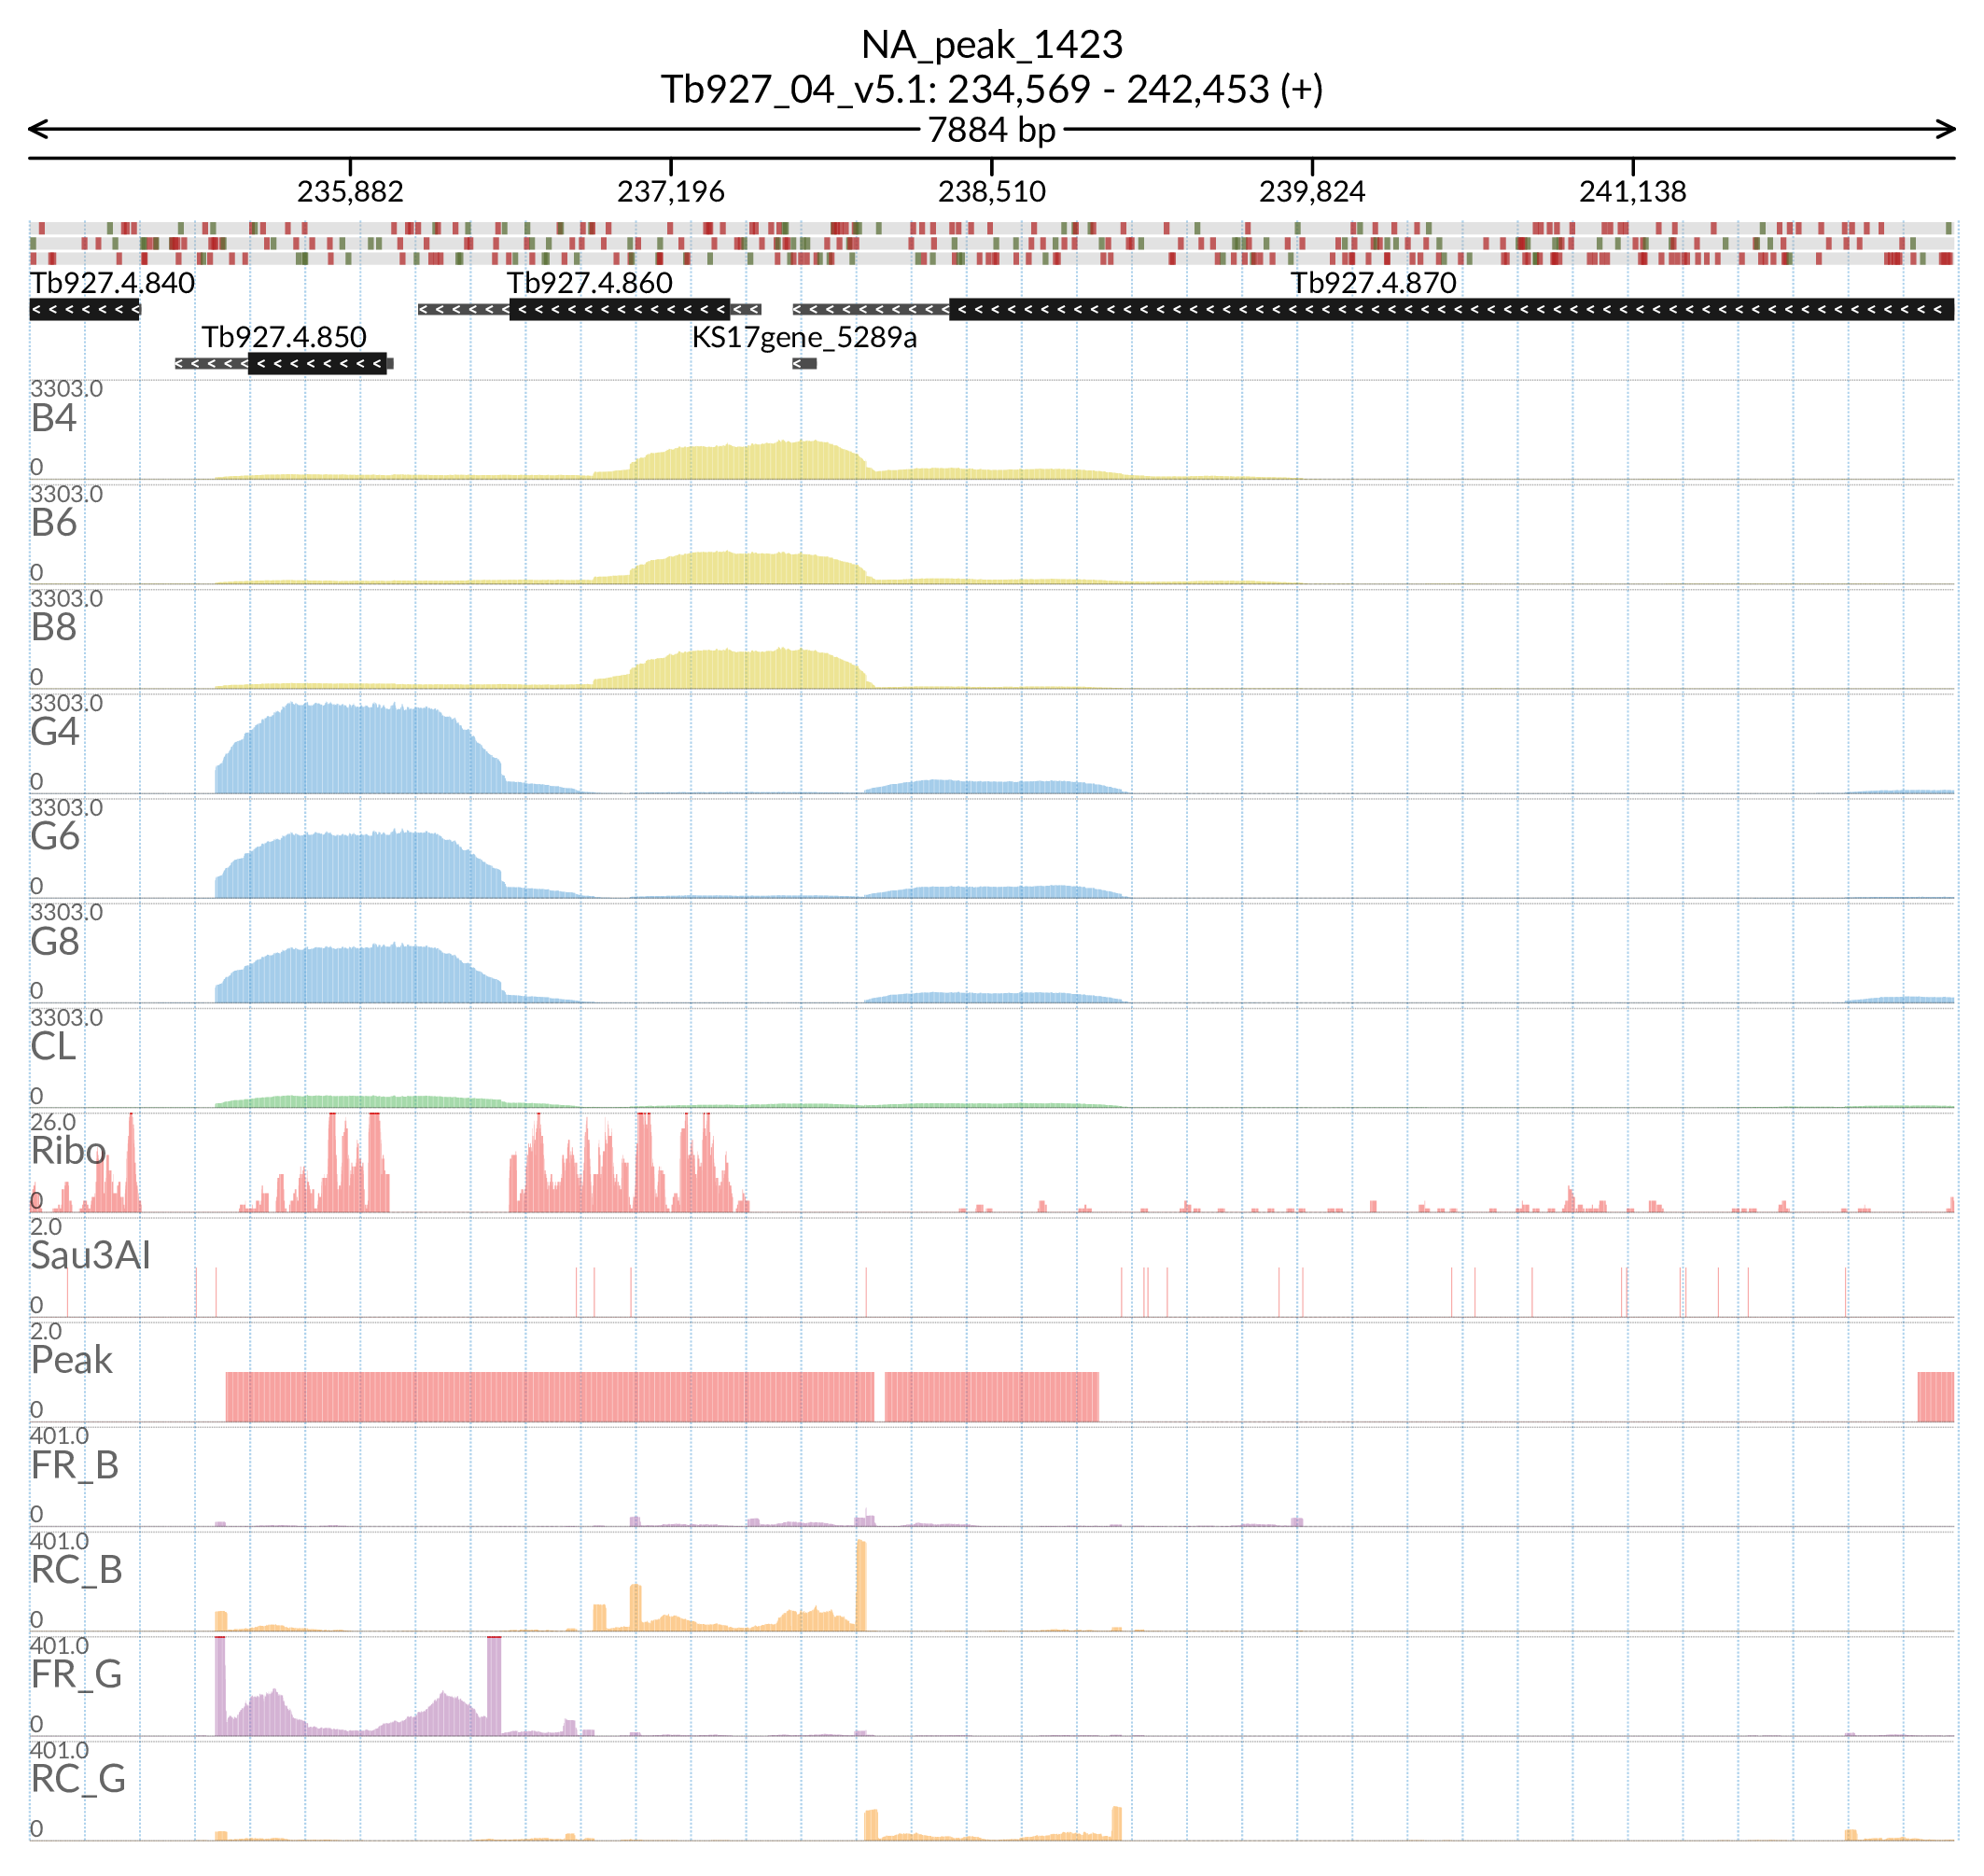 NA_peak_1423
Tb927_04_v5.1: 234,569 - 242,453 (+)
7884 bp
235,882 237,196 238,510 239,824 241,138
Tb927.4.840 Tb927.4.860 Tb927.4.870
Tb927.4.850 KS17gene_5289a
3303.0
B4
0
3303.0
B6
0
3303.0
B8
0
3303.0
G4
0
3303.0
G6
0
3303.0
G8
0
3303.0
CL
0
26.0
Ribo
0
2.0
Sau3AI
0
2.0
Peak
0
401.0
FR_B
0
401.0
RC_B
0
401.0
FR_G
0
401.0
RC_G
0